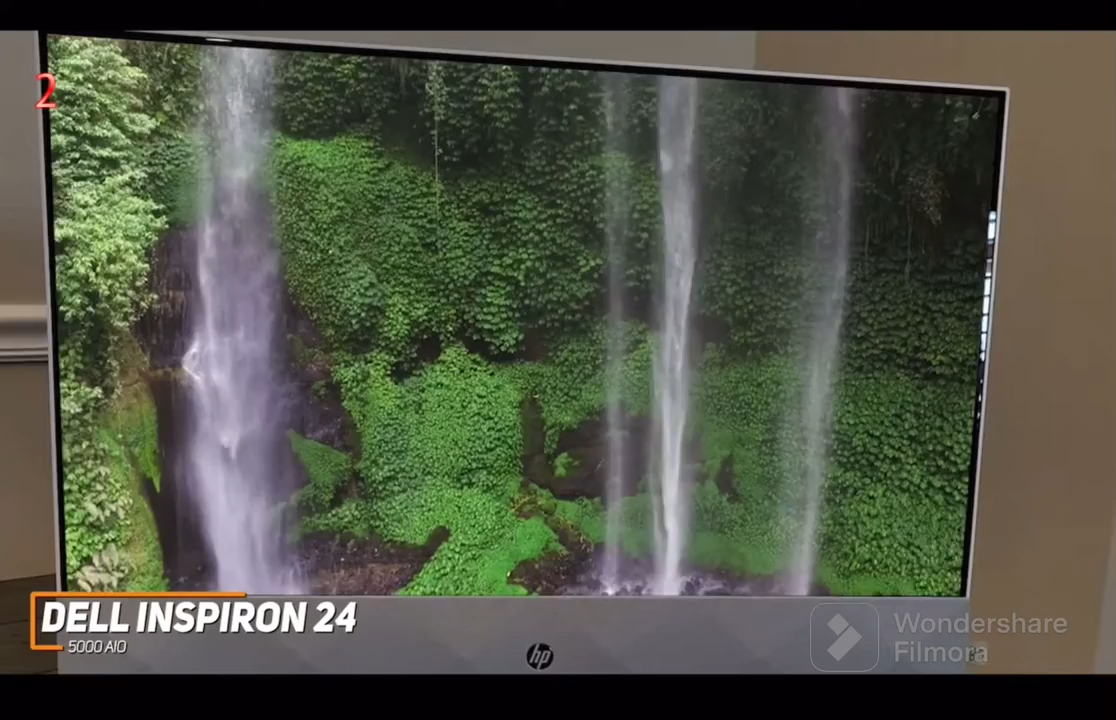 2
DELL INSPIRON 24
5000 AIO
hp
Wondershare
Filmora